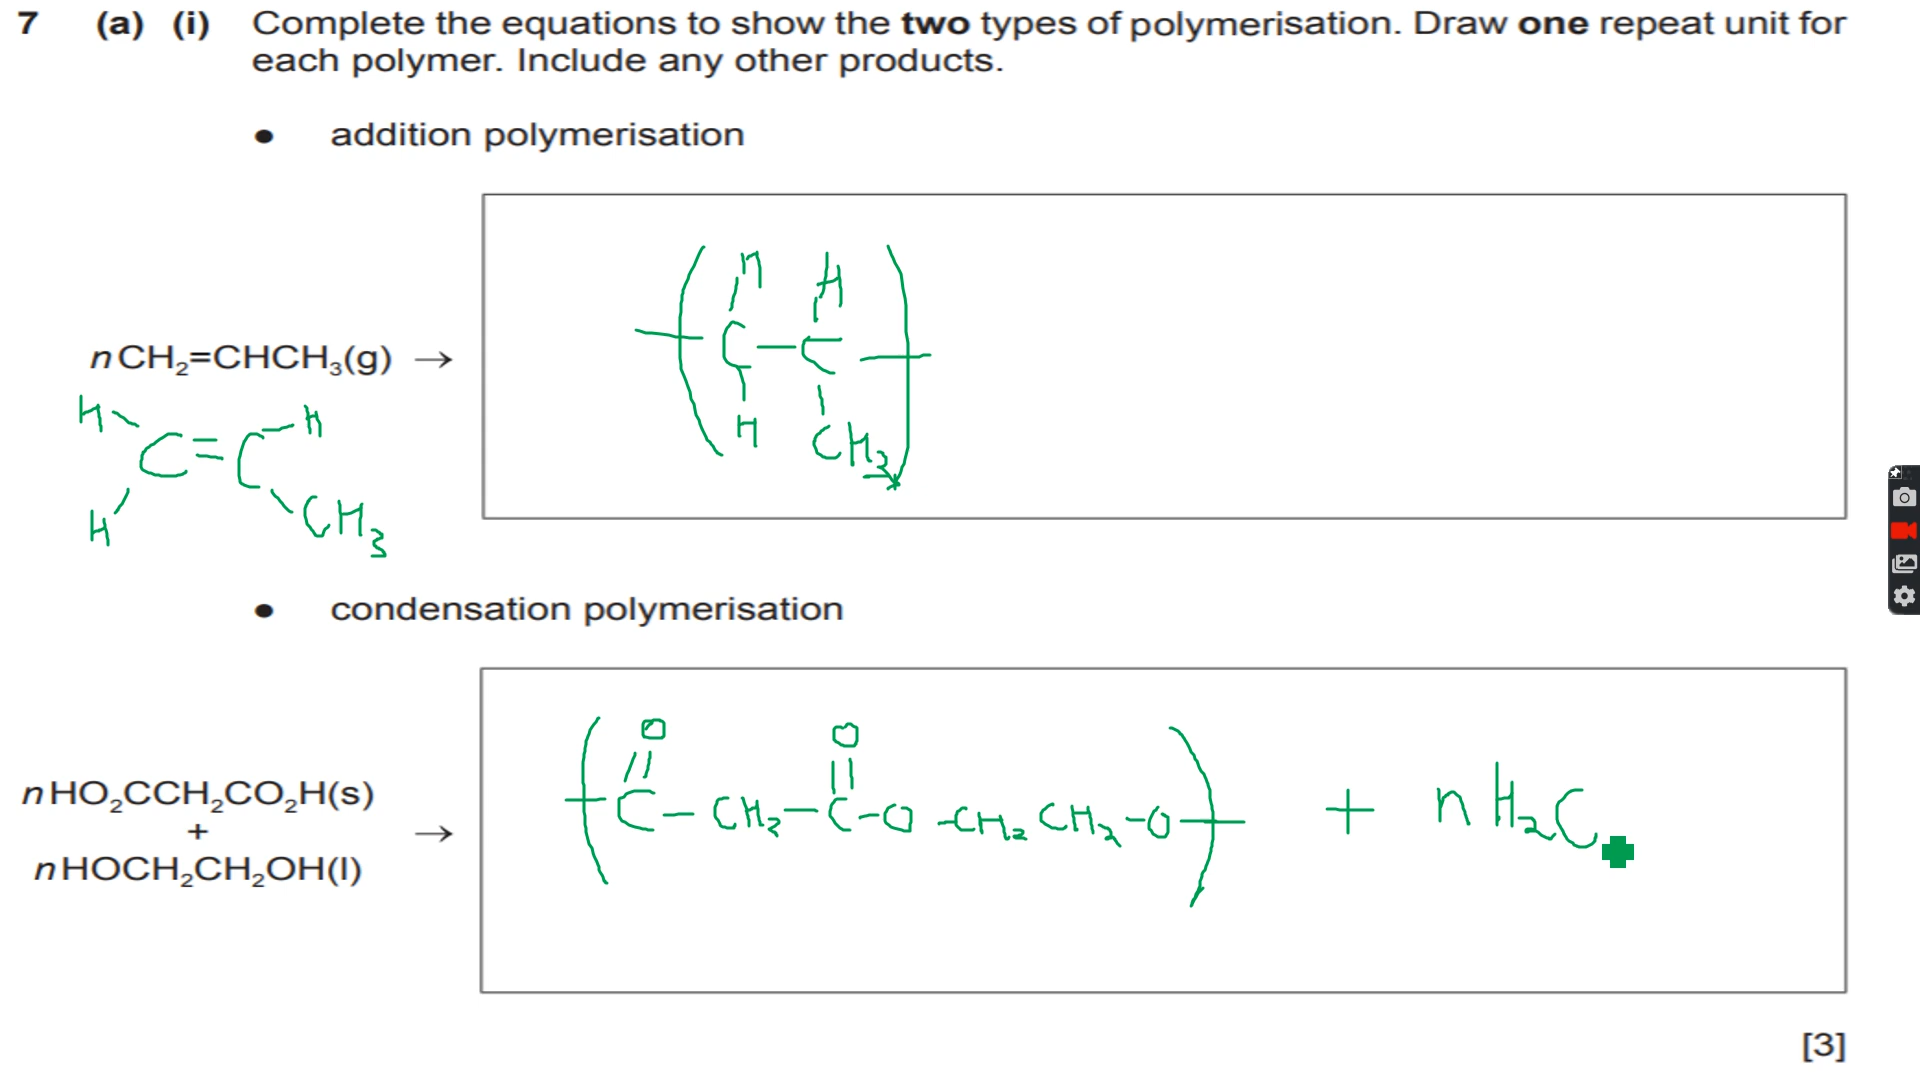 7 (a) (i) Complete the equations to show the two types of polymerisation. Draw one repeat unit for
each polymer. Include any other products.
● addition polymerisation
H H
C — C
H CH₃
nCH₂=CHCH₃(g) →
H H
C = C
H CH₃
● condensation polymerisation
O O
( C - CH₂ - C - O - CH₂ CH₂ - O ) + n H₂C
nHO₂CCH₂CO₂H(s)
+ →
nHOCH₂CH₂OH(l)
[3]